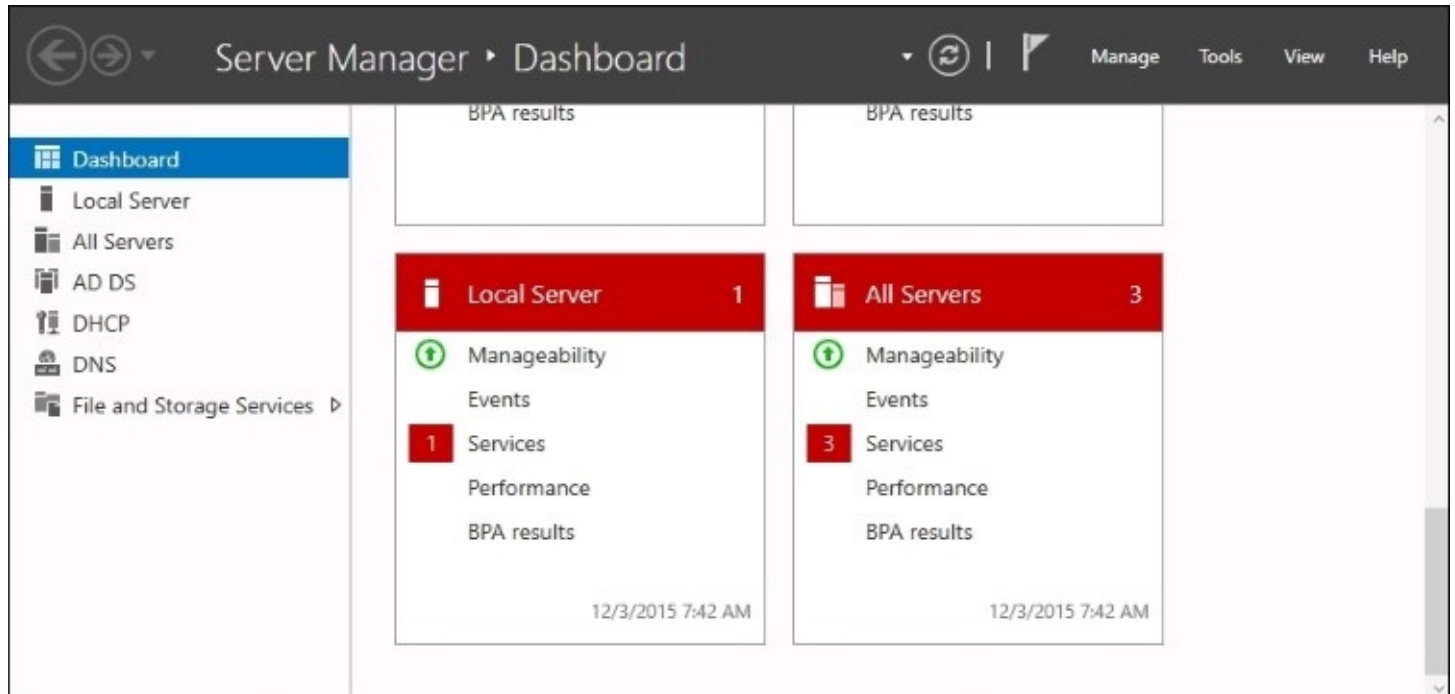 Server Manager ‣ Dashboard
Manage Tools View Help
Dashboard
Local Server
All Servers
AD DS
DHCP
DNS
File and Storage Services
BPA results
BPA results
Local Server 1
Manageability
Events
1 Services
Performance
BPA results
12/3/2015 7:42 AM
All Servers 3
Manageability
Events
3 Services
Performance
BPA results
12/3/2015 7:42 AM